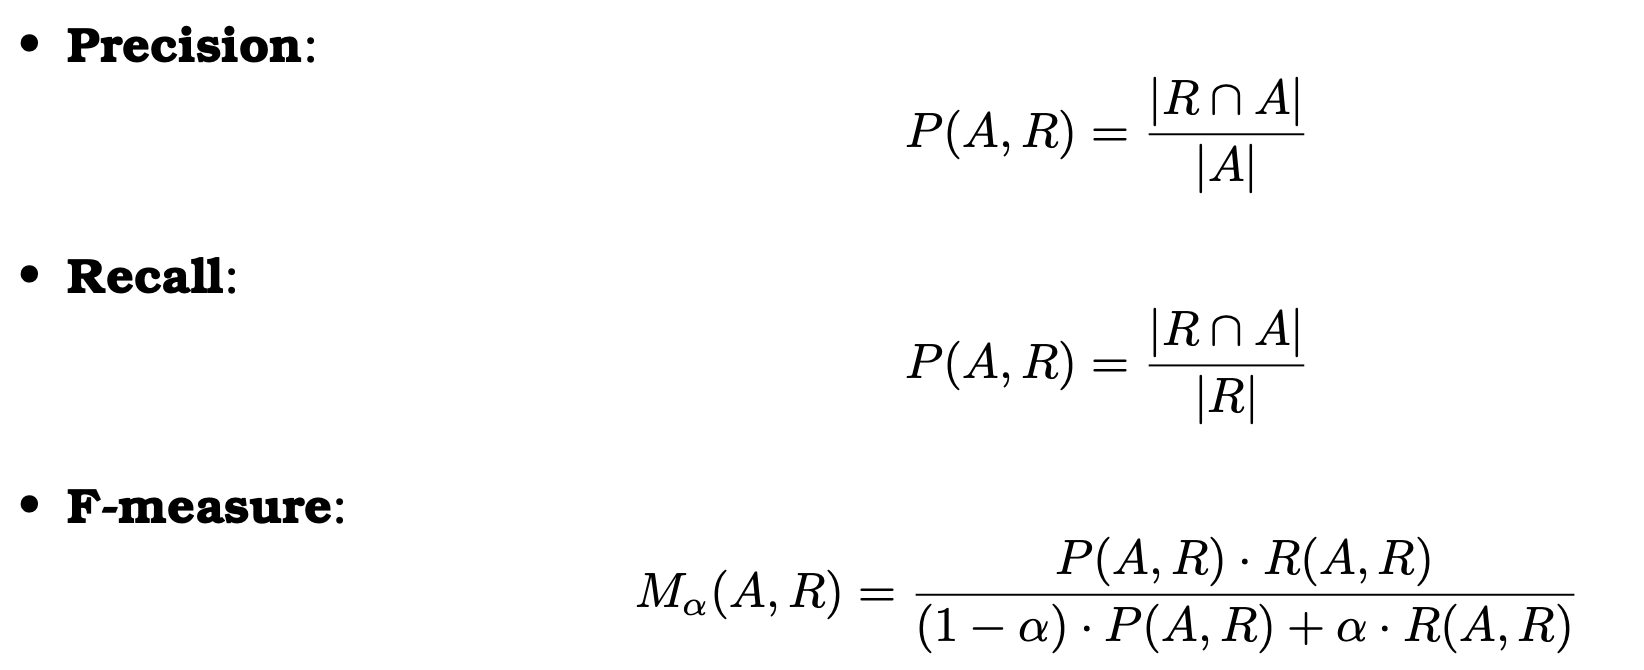 • Precision:
P(A, R) = |R ∩ A| / |A|
• Recall:
P(A, R) = |R ∩ A| / |R|
• F-measure:
M_α(A, R) = P(A, R) · R(A, R) / ((1 − α) · P(A, R) + α · R(A, R))